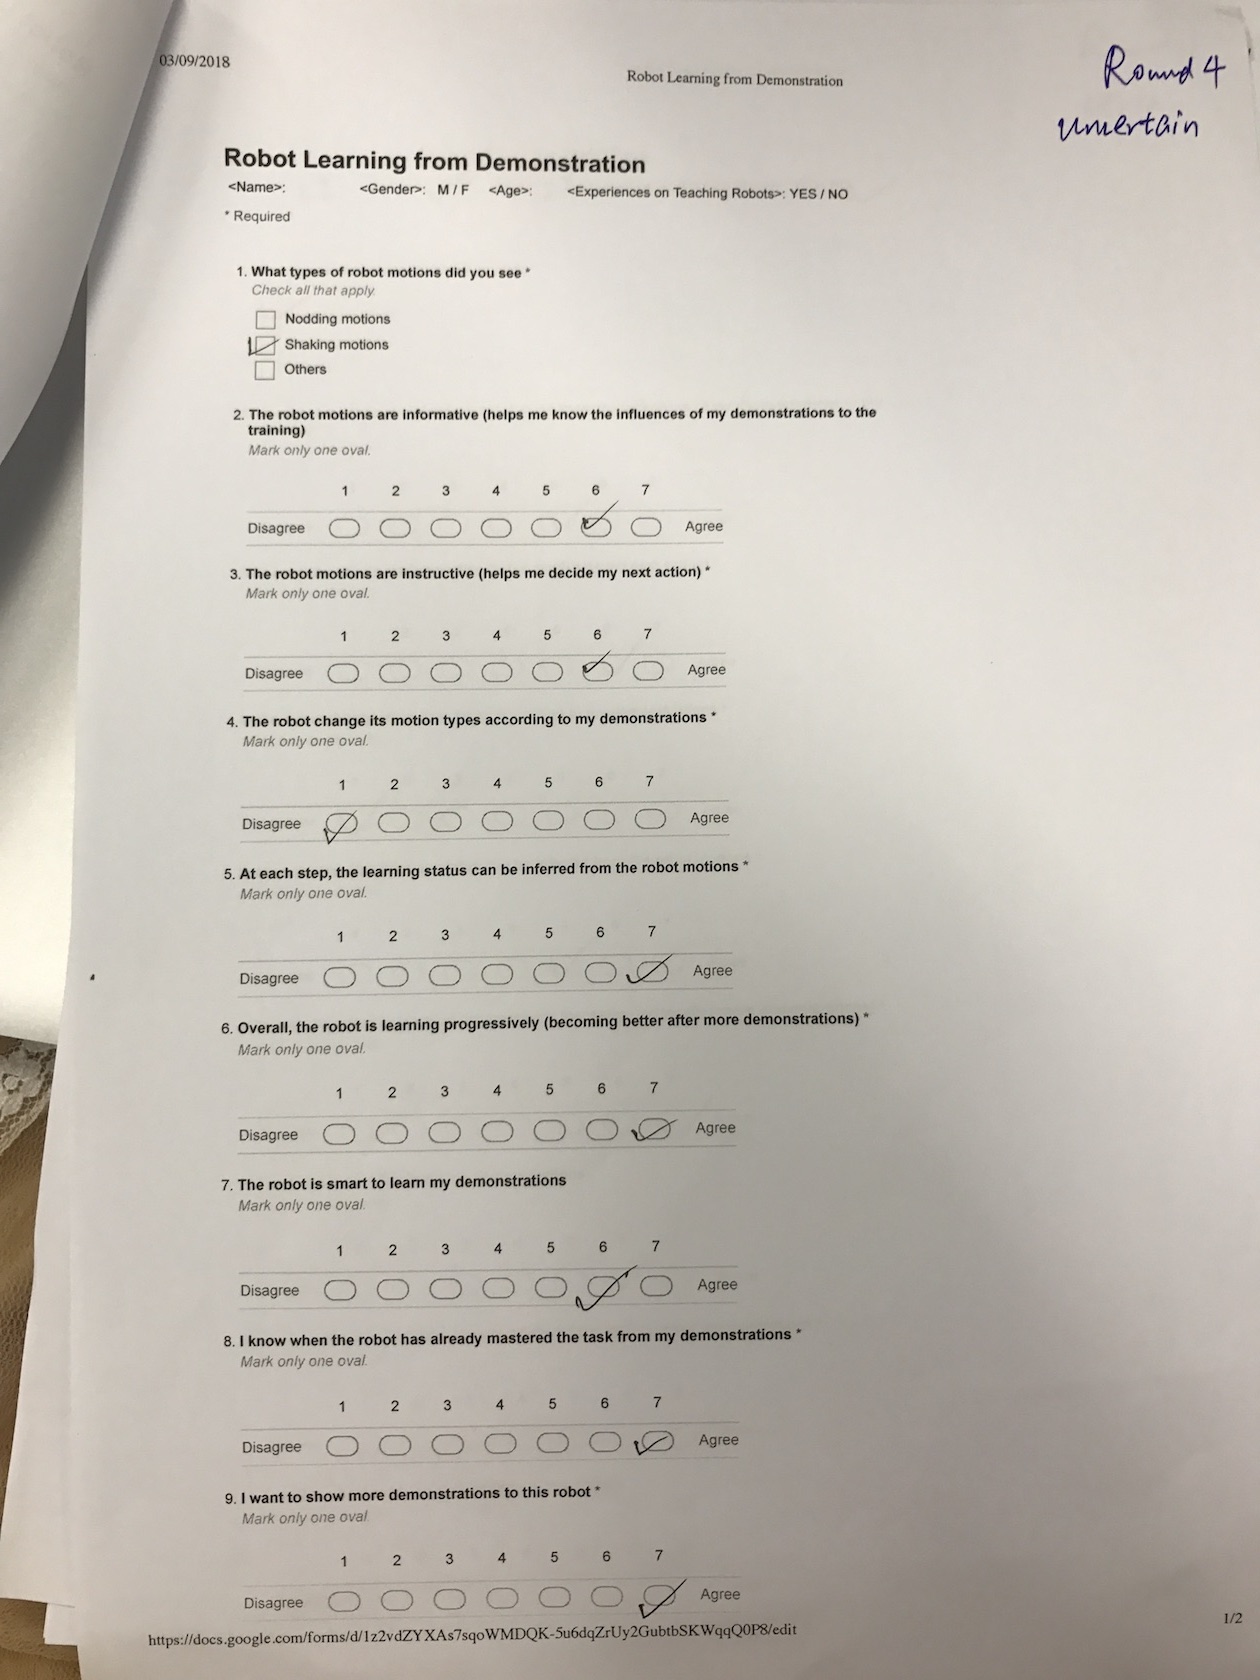 03/09/2018
Robot Learning from Demonstration
Round 4
Uncertain
Robot Learning from Demonstration
<Name>: <Gender>: M / F <Age>: <Experiences on Teaching Robots>: YES / NO
* Required
1. What types of robot motions did you see *
Check all that apply.
Nodding motions
Shaking motions
Others
2. The robot motions are informative (helps me know the influences of my demonstrations to the
training)
Mark only one oval.
1 2 3 4 5 6 7
Disagree Agree
3. The robot motions are instructive (helps me decide my next action) *
Mark only one oval.
1 2 3 4 5 6 7
Disagree Agree
4. The robot change its motion types according to my demonstrations *
Mark only one oval.
1 2 3 4 5 6 7
Disagree Agree
5. At each step, the learning status can be inferred from the robot motions *
Mark only one oval.
1 2 3 4 5 6 7
Disagree Agree
6. Overall, the robot is learning progressively (becoming better after more demonstrations) *
Mark only one oval.
1 2 3 4 5 6 7
Disagree Agree
7. The robot is smart to learn my demonstrations
Mark only one oval.
1 2 3 4 5 6 7
Disagree Agree
8. I know when the robot has already mastered the task from my demonstrations *
Mark only one oval.
1 2 3 4 5 6 7
Disagree Agree
9. I want to show more demonstrations to this robot *
Mark only one oval
1 2 3 4 5 6 7
Disagree Agree
https://docs.google.com/forms/d/1z2vdZYXAs7sqoWMDQK-5u6dqZrUy2GubtbSKWqqQ0P8/edit
1/2